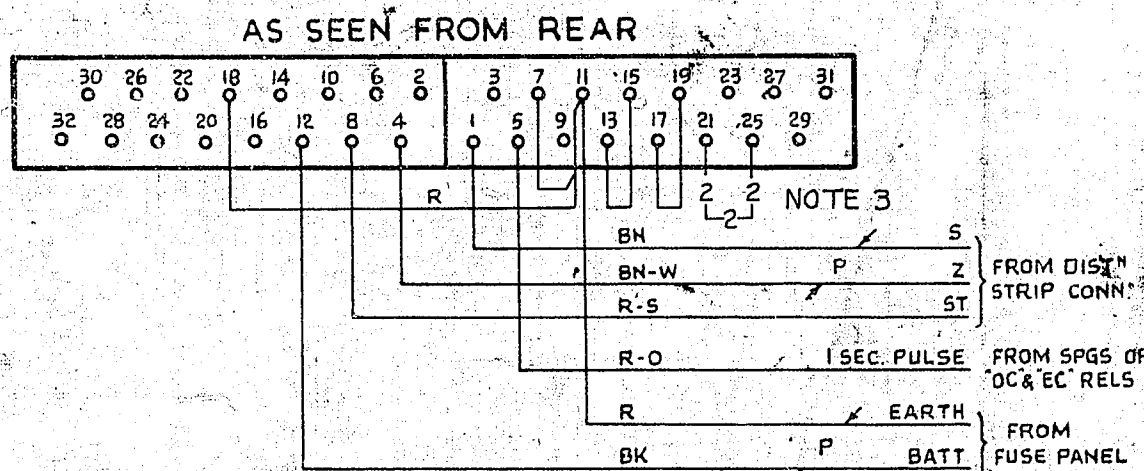 AS SEEN FROM REAR
30 26 22 18 14 10 6 2 3 7 11 15 19 23 27 31
32 28 24 20 16 12 8 4 1 5 9 13 17 21 25 29
R 2 2 NOTE 3
2
BN S
BN-W P Z
R-S ST
FROM DISTN
STRIP CONN.
R-O 1 SEC. PULSE
FROM SPGS OF
"OC" & "EC" RELS
R EARTH
BK P BATT
FROM
FUSE PANEL